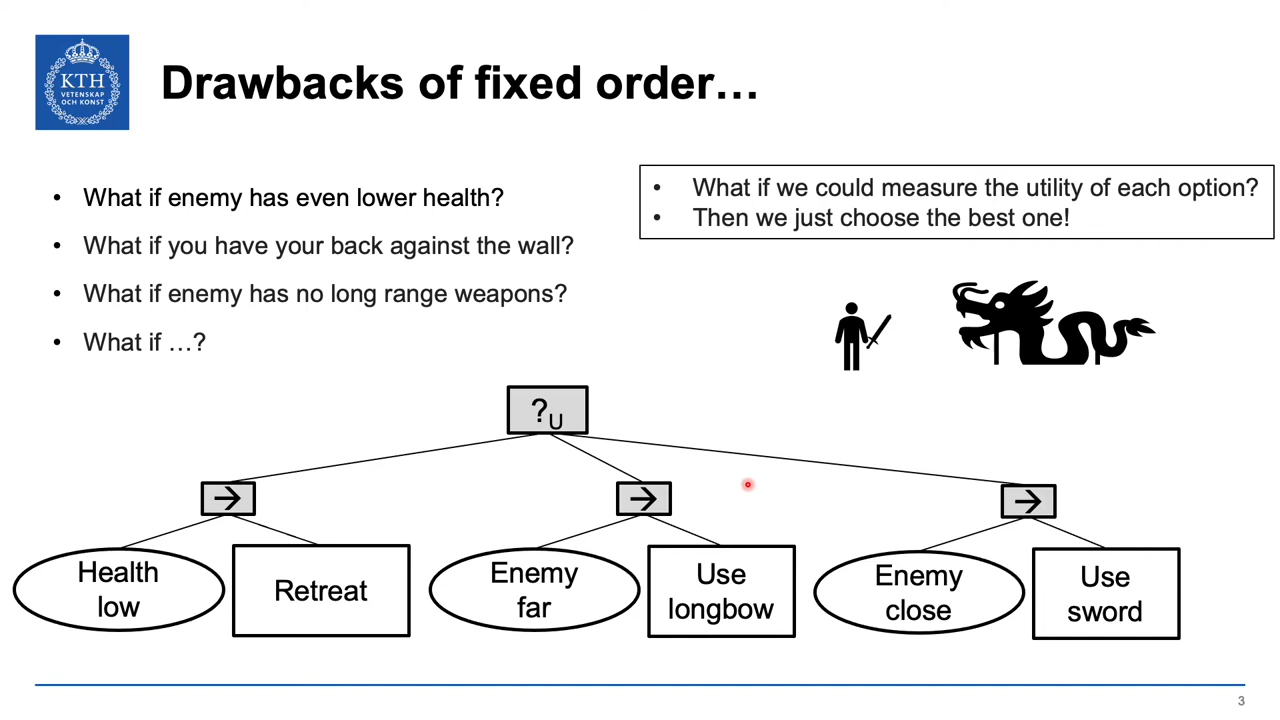 KTH
VETENSKAP
OCH KONST
Drawbacks of fixed order…
• What if enemy has even lower health?
• What if you have your back against the wall?
• What if enemy has no long range weapons?
• What if …?
• What if we could measure the utility of each option?
• Then we just choose the best one!
?U
→
→
→
Health
low
Retreat
Enemy
far
Use
longbow
Enemy
close
Use
sword
3